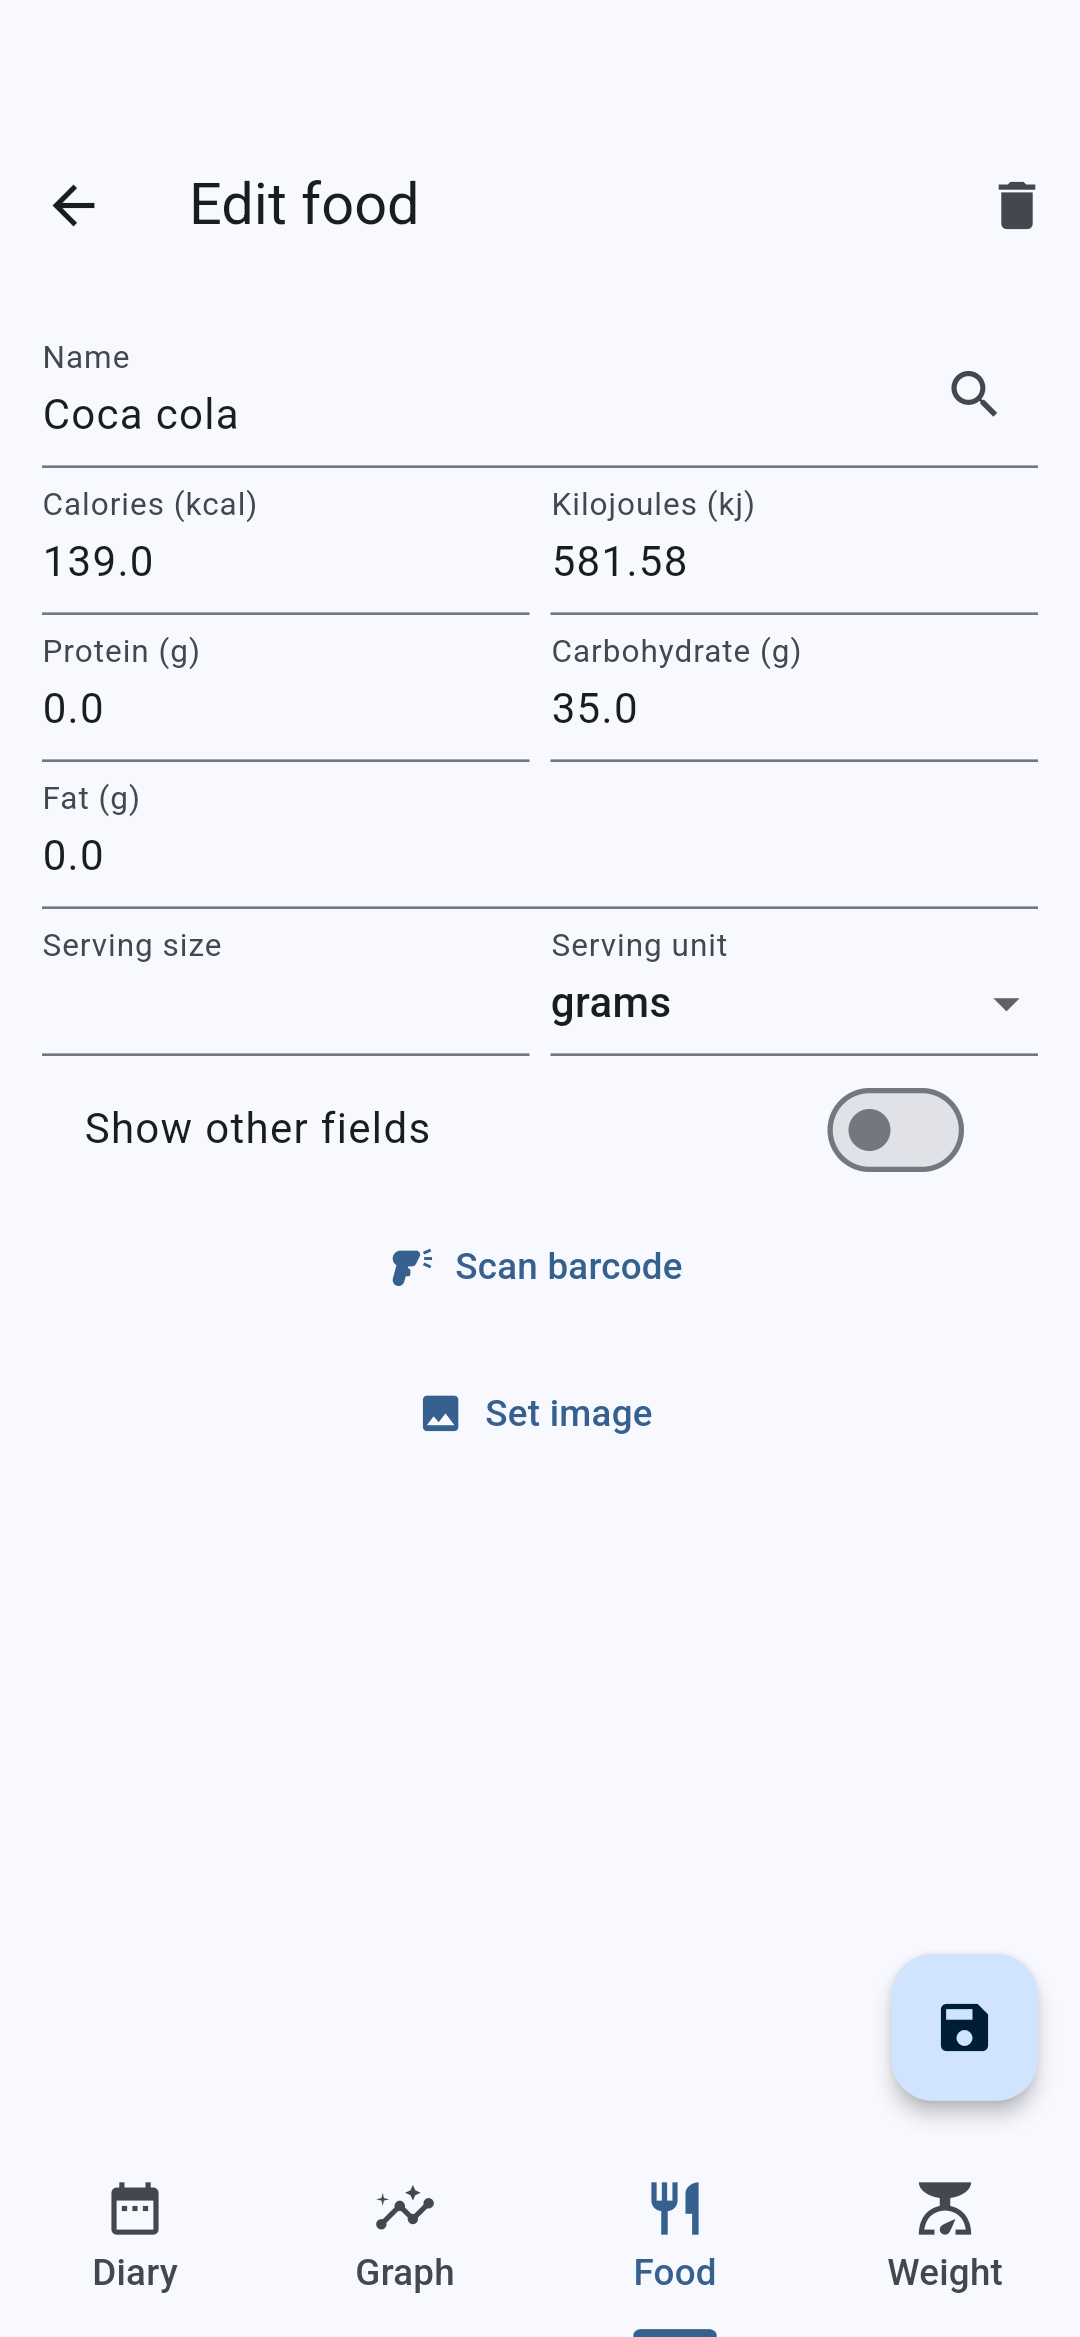 Edit food
Name
Coca cola
Calories (kcal)
Kilojoules (kj)
139.0
581.58
Protein (g)
Carbohydrate (g)
0.0
35.0
Fat (g)
0.0
Serving size
Serving unit
grams
Show other fields
Scan barcode
Set image
Diary
Graph
Food
Weight